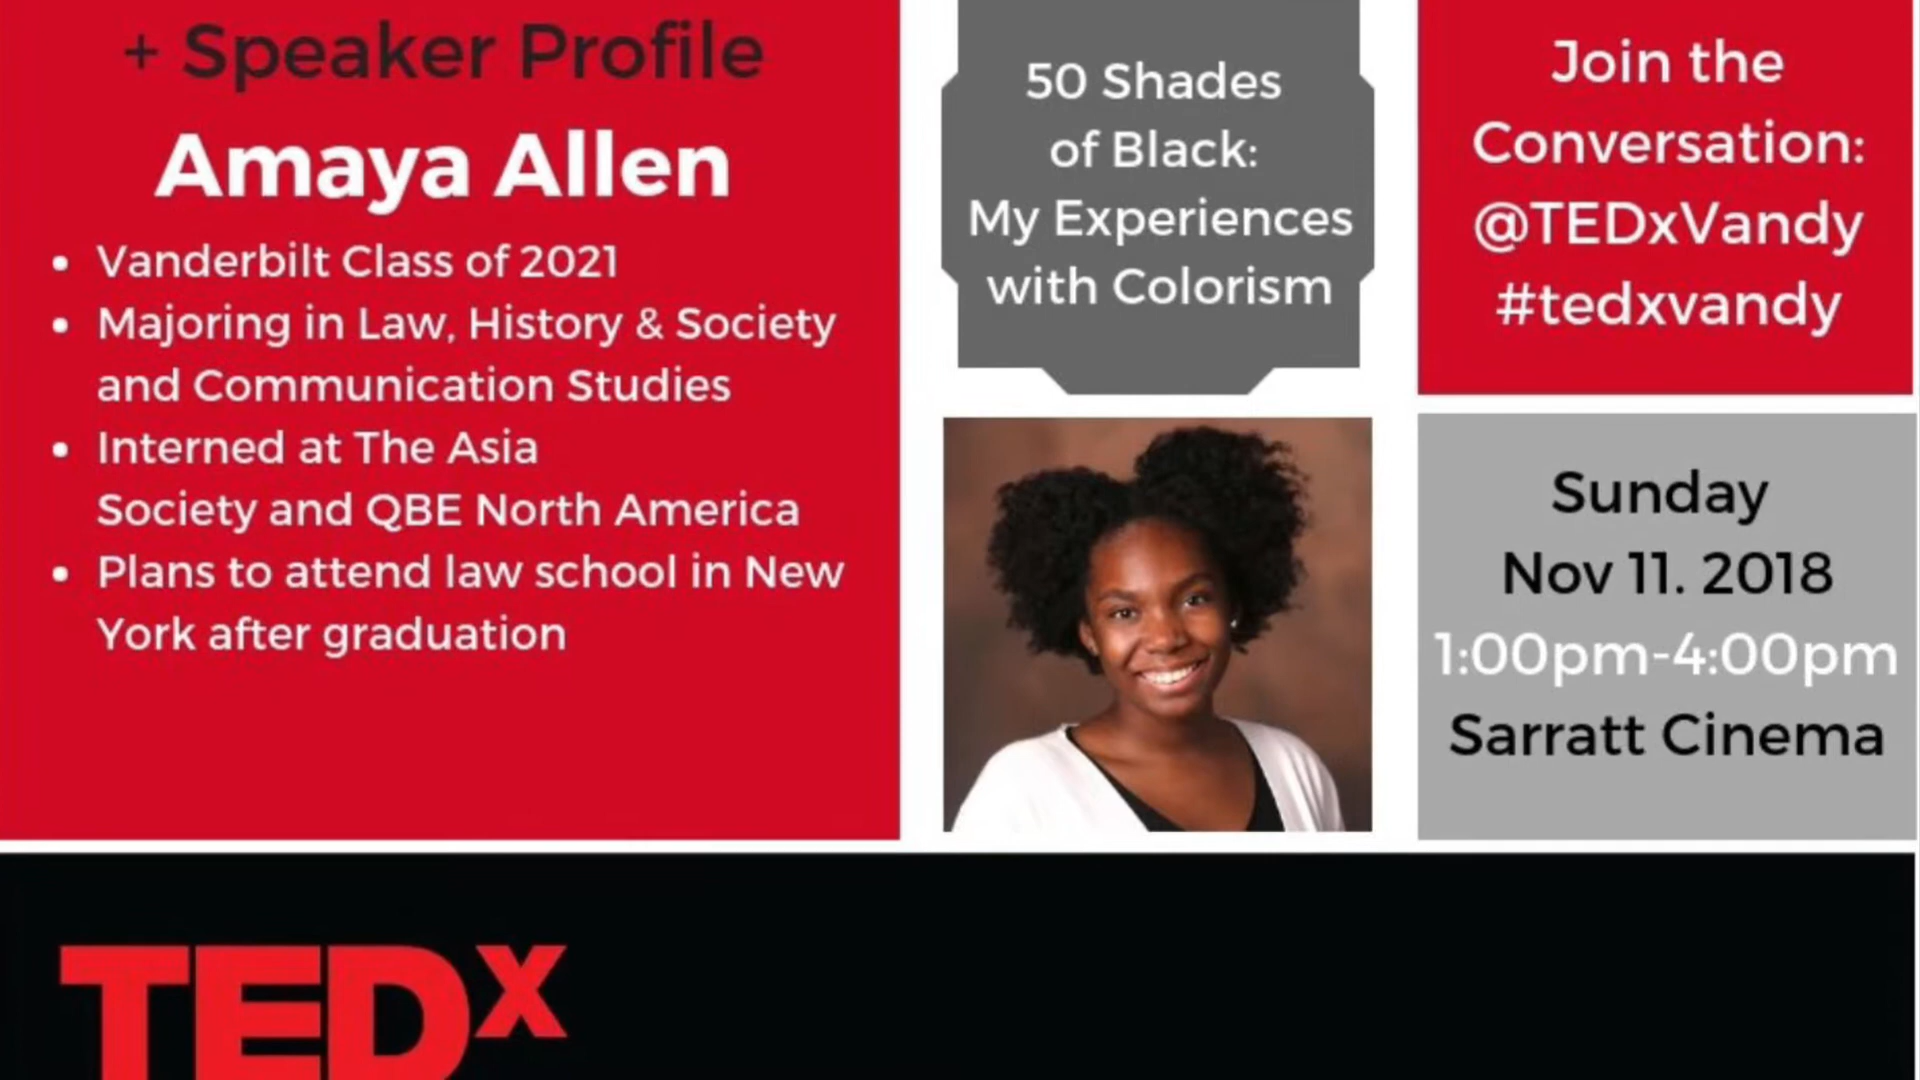 + Speaker Profile
Amaya Allen
• Vanderbilt Class of 2021
• Majoring in Law, History & Society
and Communication Studies
• Interned at The Asia
Society and QBE North America
• Plans to attend law school in New
York after graduation
50 Shades
of Black:
My Experiences
with Colorism
Join the
Conversation:
@TEDxVandy
#tedxvandy
Sunday
Nov 11. 2018
1:00pm-4:00pm
Sarratt Cinema
TEDx